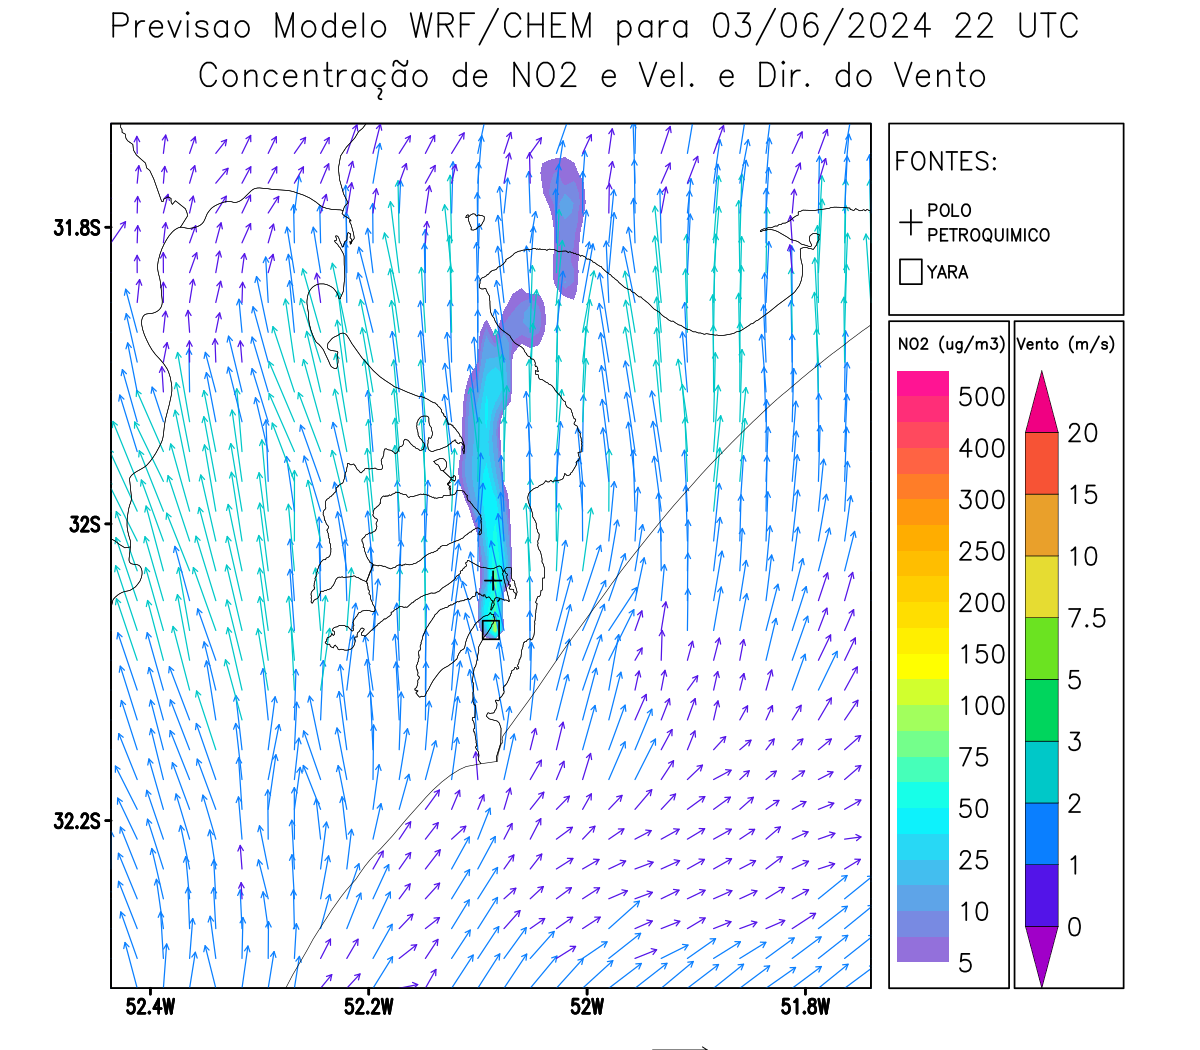 Previsao Modelo WRF/CHEM para 03/06/2024 22 UTC
Concentração de NO2 e Vel. e Dir. do Vento
FONTES:
POLO
PETROQUIMICO
YARA
31.8S
32S
32.2S
52.4W
52.2W
52W
51.8W
NO2 (ug/m3)
500
400
300
250
200
150
100
75
50
25
10
5
Vento (m/s)
20
15
10
7.5
5
3
2
1
0